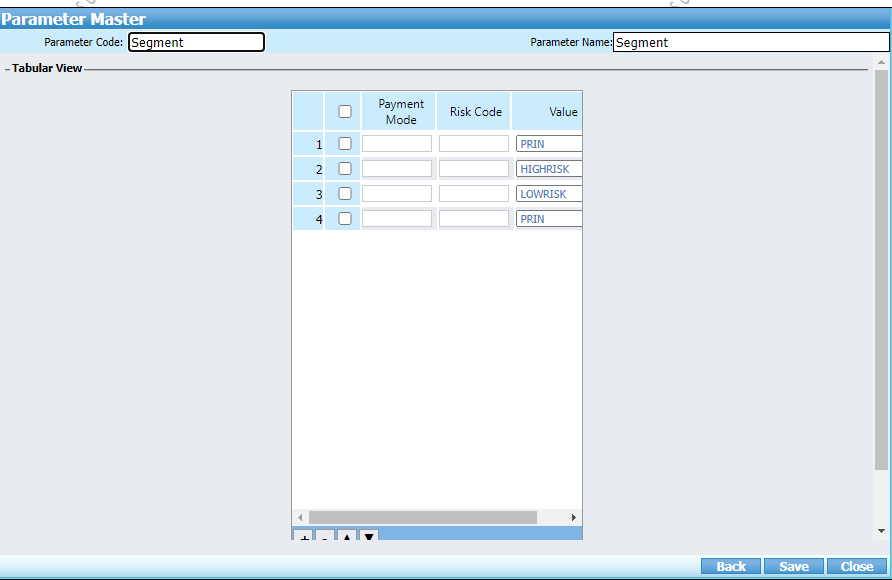 Parameter Master
Parameter Code: Segment Parameter Name: Segment
Tabular View
Payment Mode Risk Code Value
1 PRIN
2 HIGHRISK
3 LOWRISK
4 PRIN
+ - ▲ ▼
Back Save Close